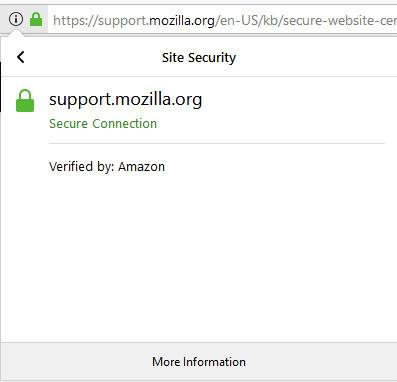 https://support.mozilla.org/en-US/kb/secure-website-cer
Site Security
support.mozilla.org
Secure Connection
Verified by: Amazon
More Information